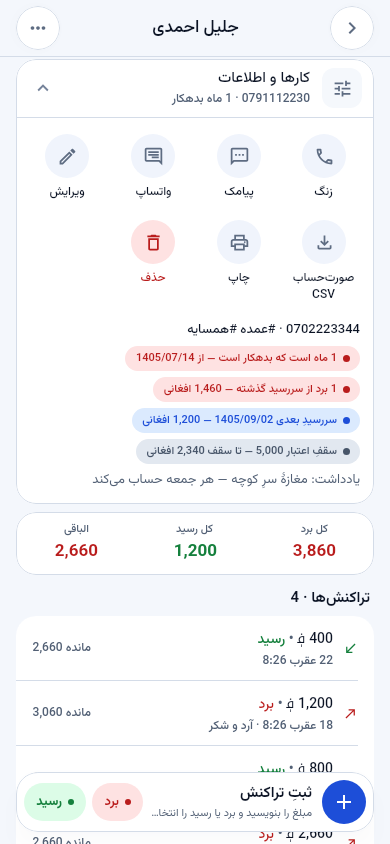 جلیل احمدی
کارها و اطلاعات
0791112230 · 1 ماه بدهکار
زنگ
پیامک
واتساپ
ویرایش
صورت‌حساب CSV
چاپ
حذف
0702223344 · #عمده #همسایه
1 ماه است که بدهکار است — از 1405/07/14
1 برد از سررسید گذشته — 1,460 افغانی
سررسید بعدی 1405/09/02 — 1,200 افغانی
سقف اعتبار 5,000 — تا سقف 2,340 افغانی
یادداشت: مغازهٔ سرِ کوچه — هر جمعه حساب می‌کند
کل برد
کل رسید
الباقی
3,860
1,200
2,660
تراکنش‌ها · 4
400 ؋ • رسید
مانده 2,660
22 عقرب 8:26
1,200 ؋ • برد
مانده 3,060
18 عقرب 8:26 · آرد و شکر
800 ؋ • رسید
ثبتِ تراکنش
مبلغ را بنویسید و برد یا رسید را انتخا...
برد
رسید
2,660 ؋ • برد
مانده 2,660